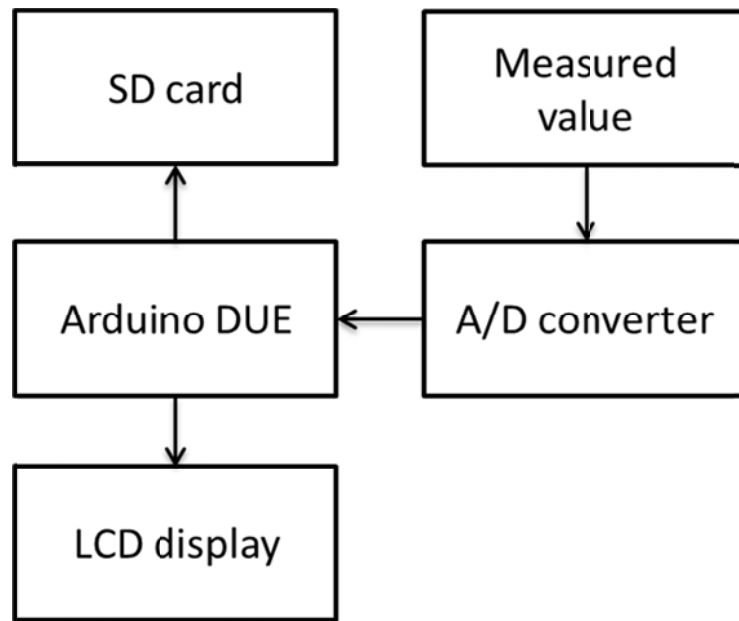 SD card
Measured
value
Arduino DUE
A/D converter
LCD display